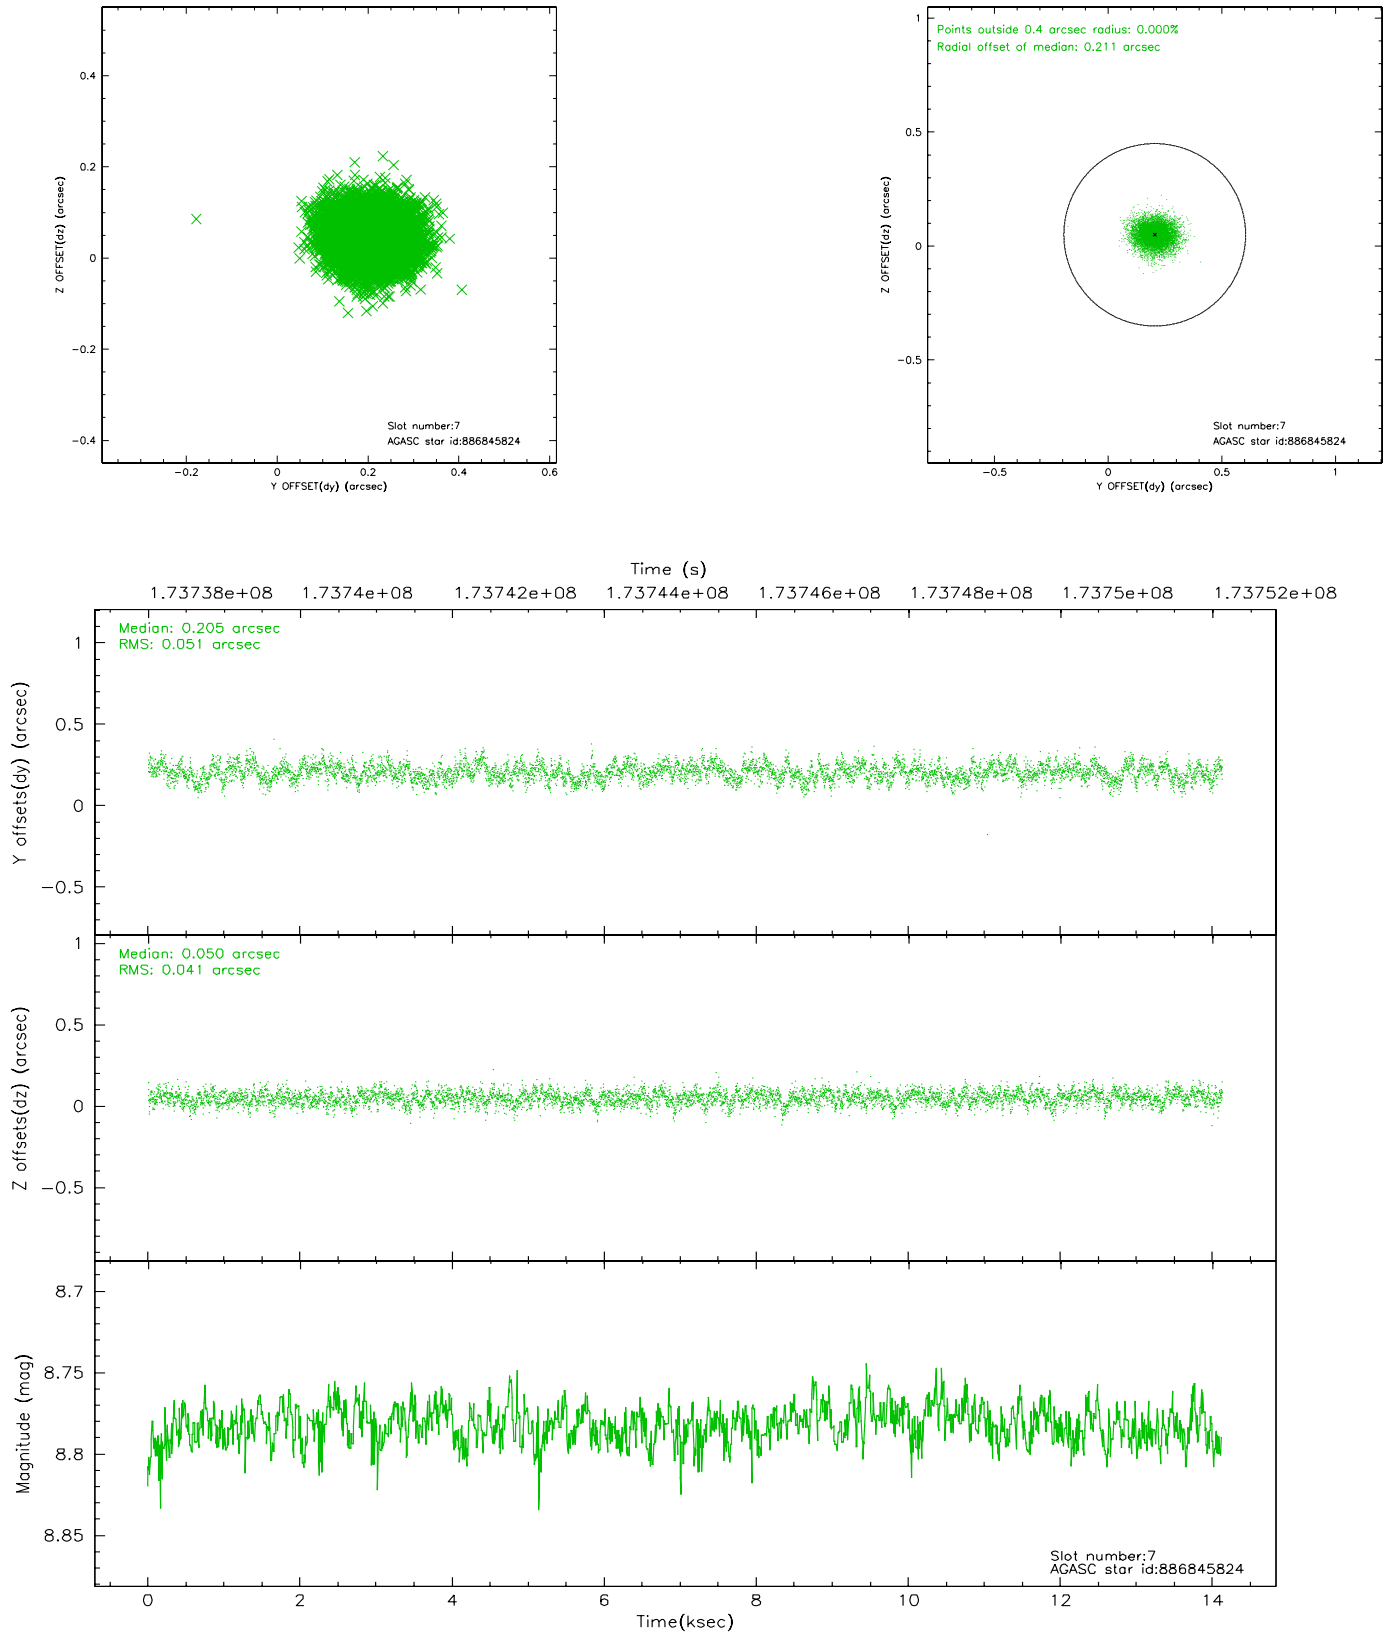 0.4
0.2
0
−0.2
−0.4
Z OFFSET(dz) (arcsec)
Slot number:7
AGASC star id:886845824
−0.2 0 0.2 0.4 0.6
Y OFFSET(dy) (arcsec)
Points outside 0.4 arcsec radius: 0.000%
Radial offset of median: 0.211 arcsec
1
0.5
0
−0.5
Z OFFSET(dz) (arcsec)
Slot number:7
AGASC star id:886845824
−0.5 0 0.5 1
Y OFFSET(dy) (arcsec)
Time (s)
1.73738e+08 1.7374e+08 1.73742e+08 1.73744e+08 1.73746e+08 1.73748e+08 1.7375e+08 1.73752e+08
Median: 0.205 arcsec
RMS: 0.051 arcsec
1
0.5
0
−0.5
Y offsets(dy) (arcsec)
Median: 0.050 arcsec
RMS: 0.041 arcsec
1
0.5
0
−0.5
Z offsets(dz) (arcsec)
8.7
8.75
8.8
8.85
Magnitude (mag)
Slot number:7
AGASC star id:886845824
0 2 4 6 8 10 12 14
Time(ksec)